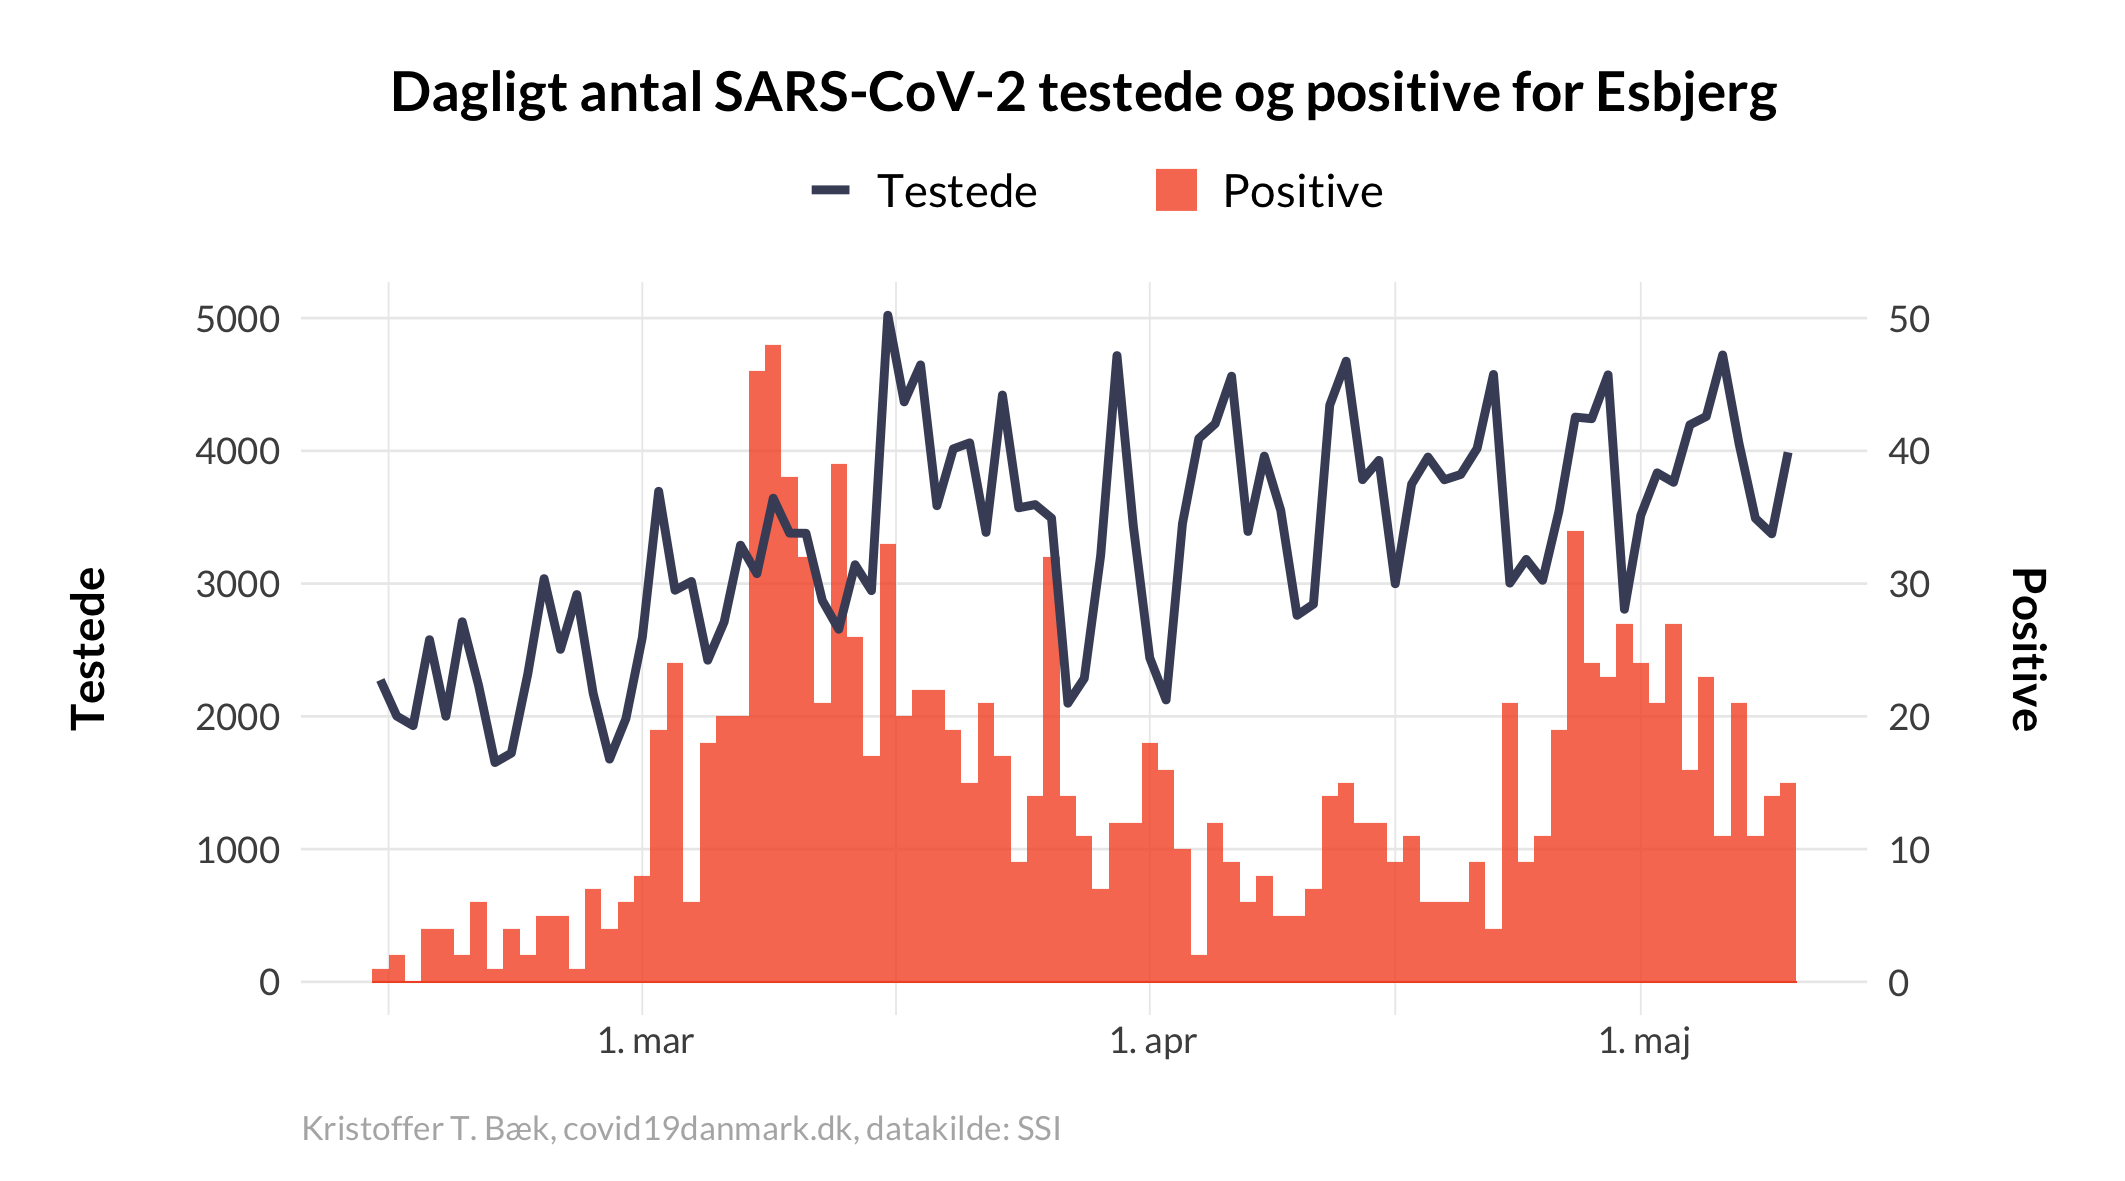 Dagligt antal SARS-CoV-2 testede og positive for Esbjerg
Testede
Positive
5000
4000
3000
2000
1000
0
50
40
30
20
10
0
Testede
Positive
1. mar
1. apr
1. maj
Kristoffer T. Bæk, covid19danmark.dk, datakilde: SSI